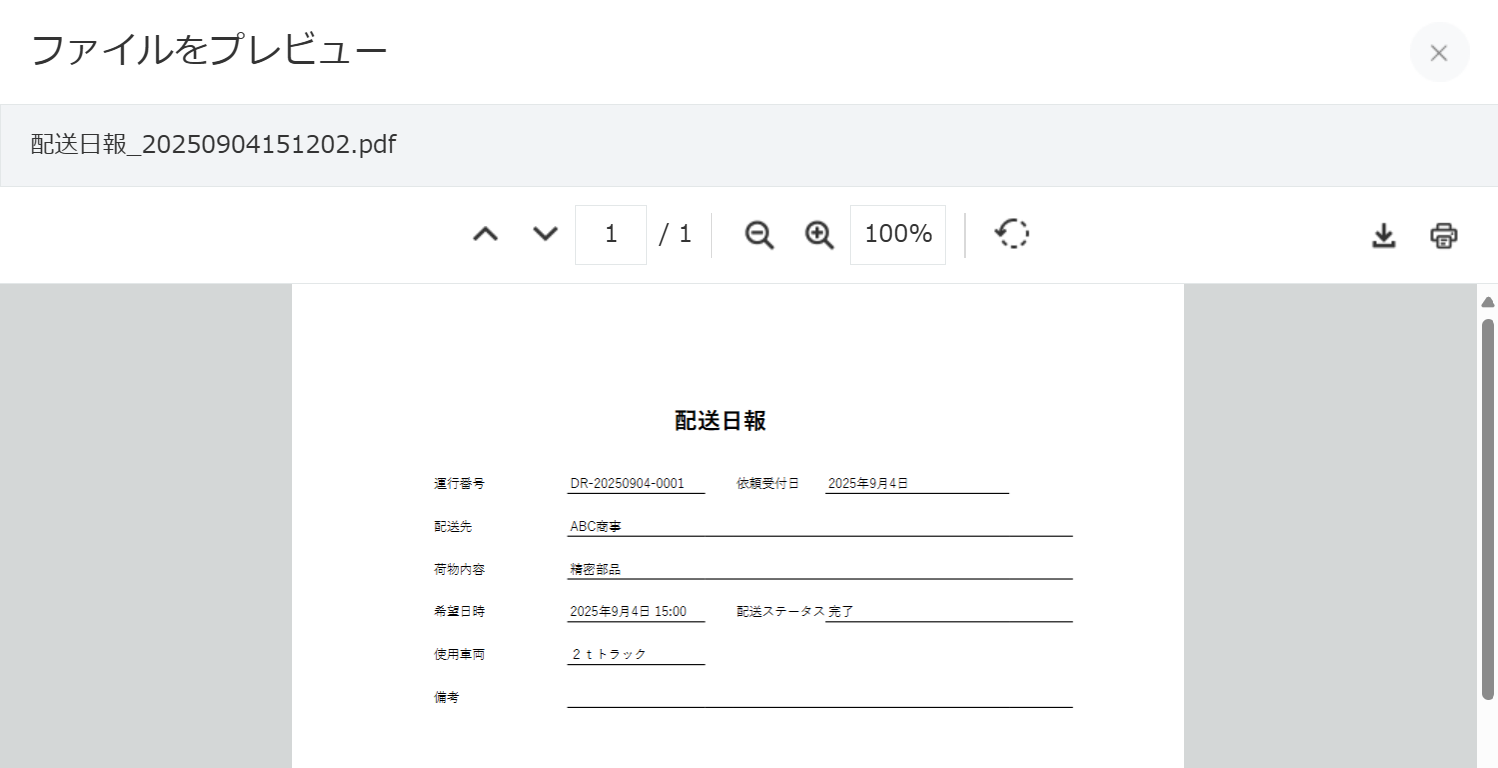 ファイルをプレビュー
配送日報_20250904151202.pdf
1 / 1 100%
配送日報
運行番号 DR-20250904-0001 依頼受付日 2025年9月4日
配送先 ABC商事
荷物内容 精密部品
希望日時 2025年9月4日 15:00 配送ステータス 完了
使用車両 ２ｔトラック
備考